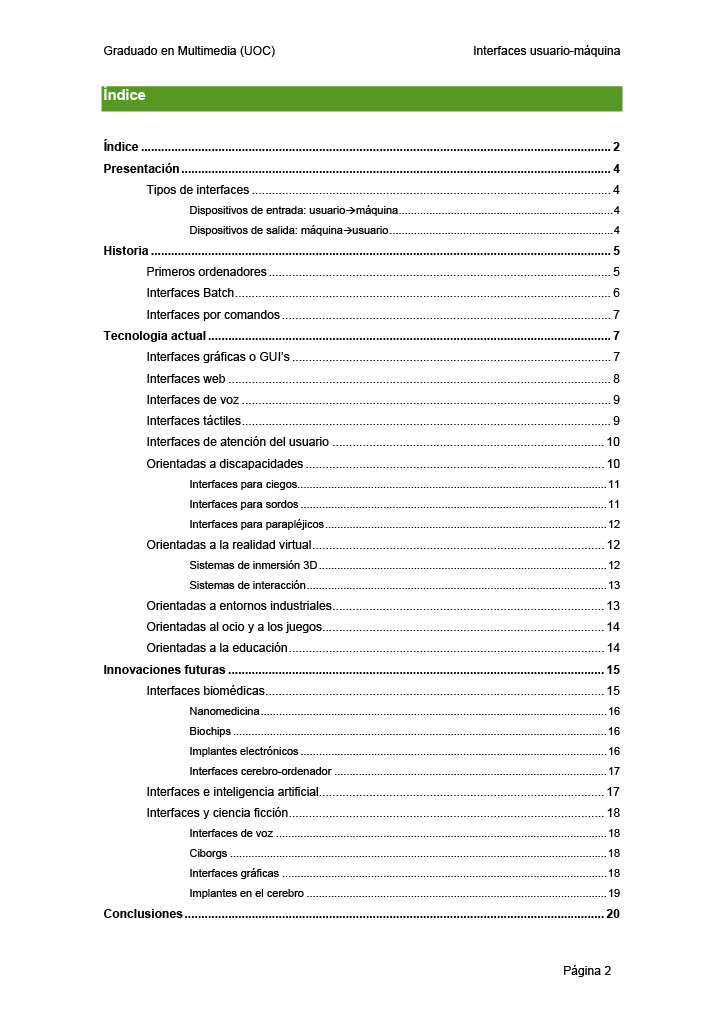 Graduado en Multimedia (UOC) Interfaces usuario-máquina
Índice
Índice ........ 2
Presentación ........ 4
Tipos de interfaces ........ 4
Dispositivos de entrada: usuario→máquina ........ 4
Dispositivos de salida: máquina→usuario ........ 4
Historia ........ 5
Primeros ordenadores ........ 5
Interfaces Batch ........ 6
Interfaces por comandos ........ 7
Tecnologia actual ........ 7
Interfaces gráficas o GUI's ........ 7
Interfaces web ........ 8
Interfaces de voz ........ 9
Interfaces táctiles ........ 9
Interfaces de atención del usuario ........ 10
Orientadas a discapacidades ........ 10
Interfaces para ciegos ........ 11
Interfaces para sordos ........ 11
Interfaces para parapléjicos ........ 12
Orientadas a la realidad virtual ........ 12
Sistemas de inmersión 3D ........ 12
Sistemas de interacción ........ 13
Orientadas a entornos industriales ........ 13
Orientadas al ocio y a los juegos ........ 14
Orientadas a la educación ........ 14
Innovaciones futuras ........ 15
Interfaces biomédicas ........ 15
Nanomedicina ........ 16
Biochips ........ 16
Implantes electrónicos ........ 16
Interfaces cerebro-ordenador ........ 17
Interfaces e inteligencia artificial ........ 17
Interfaces y ciencia ficción ........ 18
Interfaces de voz ........ 18
Ciborgs ........ 18
Interfaces gráficas ........ 18
Implantes en el cerebro ........ 19
Conclusiones ........ 20
Página 2